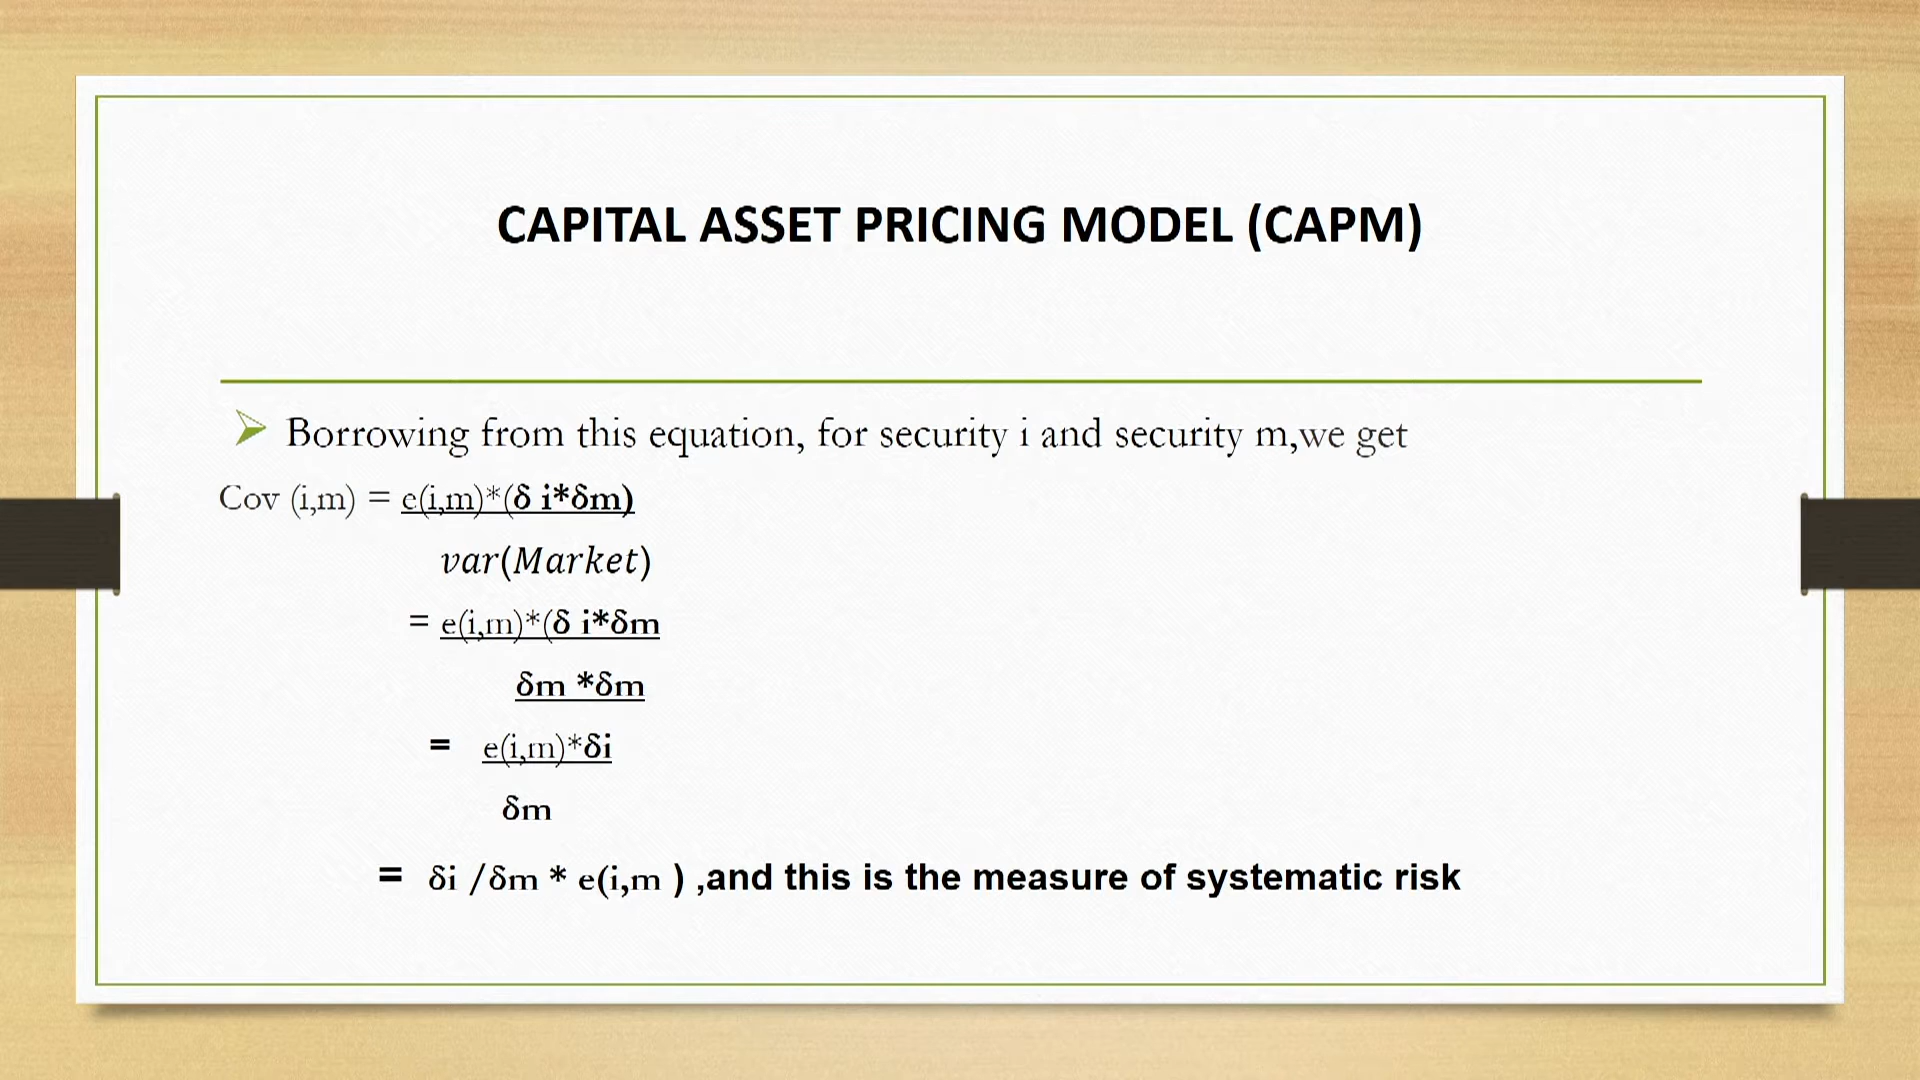 CAPITAL ASSET PRICING MODEL (CAPM)
Borrowing from this equation, for security i and security m,we get
Cov (i,m) = e(i,m)*(δ i*δm)
var(Market)
= e(i,m)*(δ i*δm
δm *δm
= e(i,m)*δi
δm
= δi /δm * e(i,m ) ,and this is the measure of systematic risk